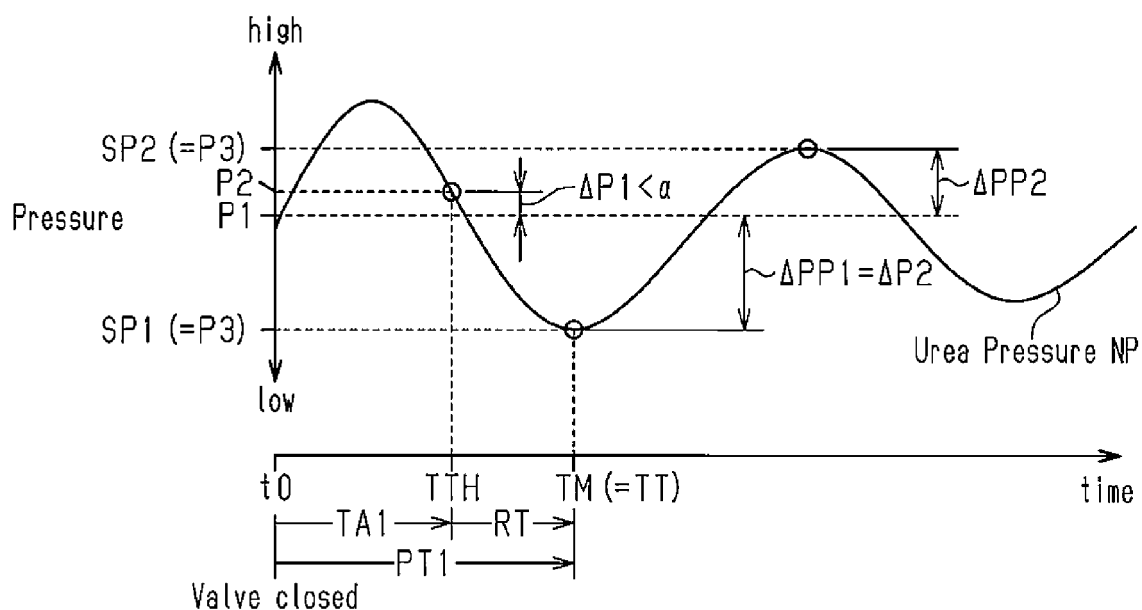 high
SP2 (=P3)
P2
Pressure
P1
SP1 (=P3)
low
ΔP1<α
ΔPP2
ΔPP1=ΔP2
Urea Pressure NP
t0
TTH
TM (=TT)
time
TA1
RT
PT1
Valve closed